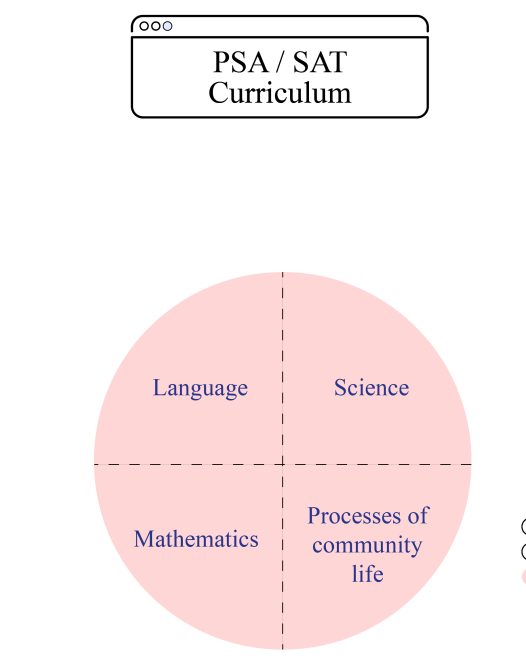 PSA / SAT
Curriculum
Language
Science
Mathematics
Processes of
community
life